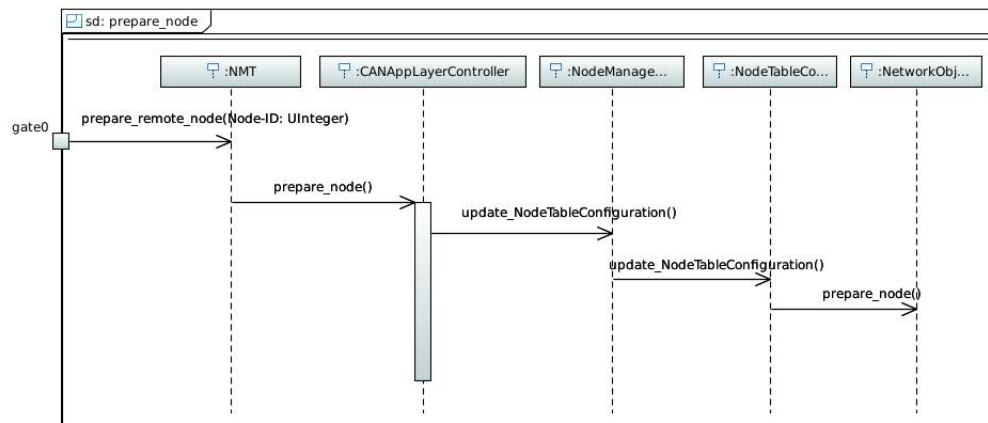 sd: prepare_node
:NMT
:CANAppLayerController
:NodeManage...
:NodeTableCo...
:NetworkObj...
gate0
prepare_remote_node(Node-ID: UInteger)
prepare_node()
update_NodeTableConfiguration()
update_NodeTableConfiguration()
prepare_node()